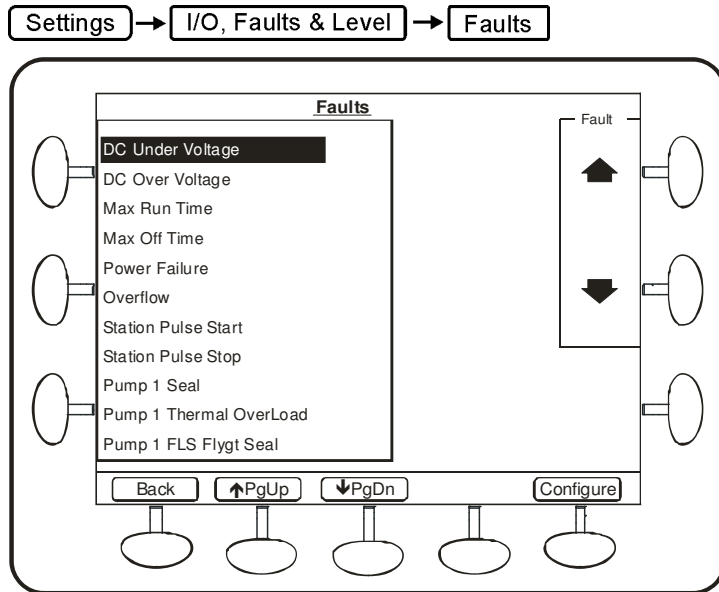 Settings I/O, Faults & Level Faults
Faults
Fault
DC Under Voltage
DC Over Voltage
Max Run Time
Max Off Time
Power Failure
Overflow
Station Pulse Start
Station Pulse Stop
Pump 1 Seal
Pump 1 Thermal OverLoad
Pump 1 FLS Flygt Seal
Back PgUp PgDn Configure